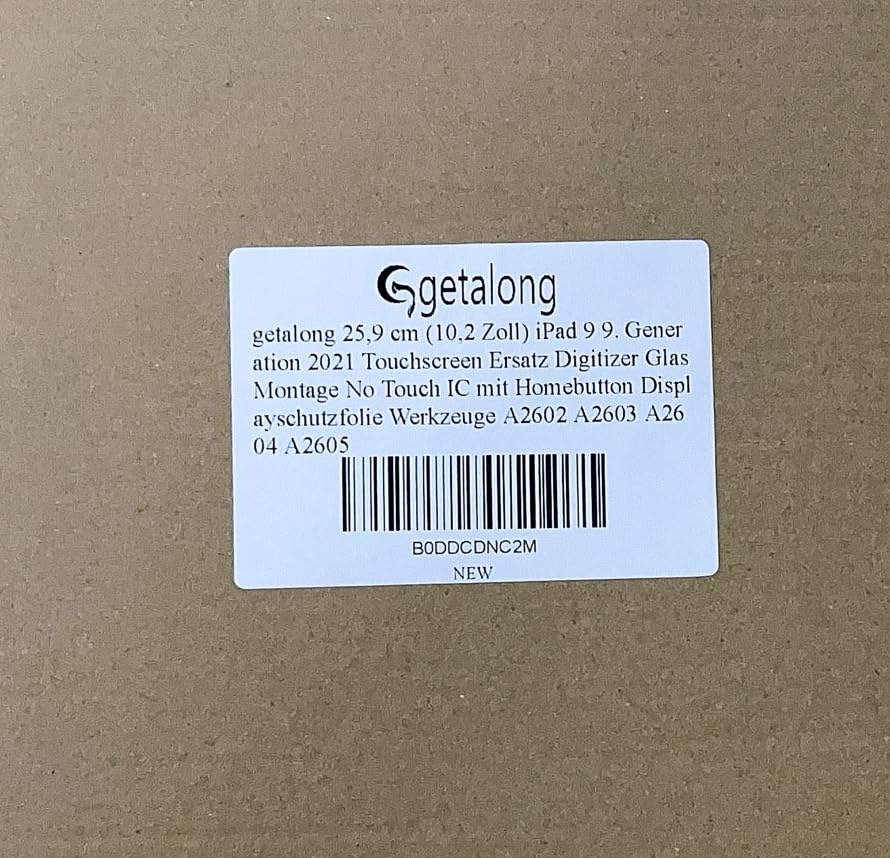 getalong
getalong 25,9 cm (10,2 Zoll) iPad 9 9. Gener
ation 2021 Touchscreen Ersatz Digitizer Glas
Montage No Touch IC mit Homebutton Displ
ayschutzfolie Werkzeuge A2602 A2603 A26
04 A2605
B0DDCDNC2M
NEW